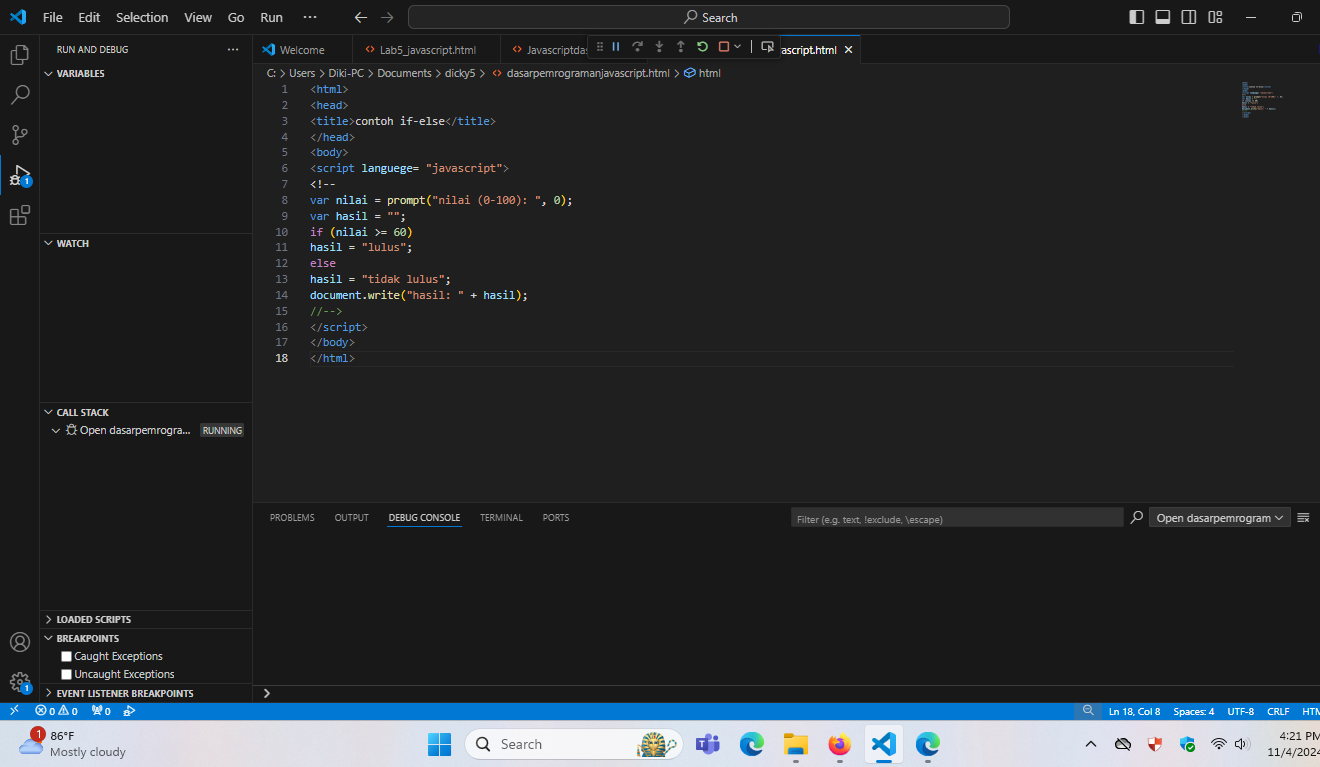 File Edit Selection View Go Run ··· Search
RUN AND DEBUG ···
Welcome Lab5_javascript.html Javascriptdas ascript.html
C: > Users > Diki-PC > Documents > dicky5 > dasarpemrogramanjavascript.html > html
VARIABLES
WATCH
CALL STACK
Open dasarpemrogra... RUNNING
LOADED SCRIPTS
BREAKPOINTS
Caught Exceptions
Uncaught Exceptions
EVENT LISTENER BREAKPOINTS
1 <html>
2 <head>
3 <title>contoh if-else</title>
4 </head>
5 <body>
6 <script languege= "javascript">
7 <!--
8 var nilai = prompt("nilai (0-100): ", 0);
9 var hasil = "";
10 if (nilai >= 60)
11 hasil = "lulus";
12 else
13 hasil = "tidak lulus";
14 document.write("hasil: " + hasil);
15 //-->
16 </script>
17 </body>
18 </html>
PROBLEMS OUTPUT DEBUG CONSOLE TERMINAL PORTS Filter (e.g. text, !exclude, \escape) Open dasarpemrogram
1
1
0 0 0 Ln 18, Col 8 Spaces: 4 UTF-8 CRLF HTM
1 86°F
Mostly cloudy
Search
4:21 PM
11/4/2024